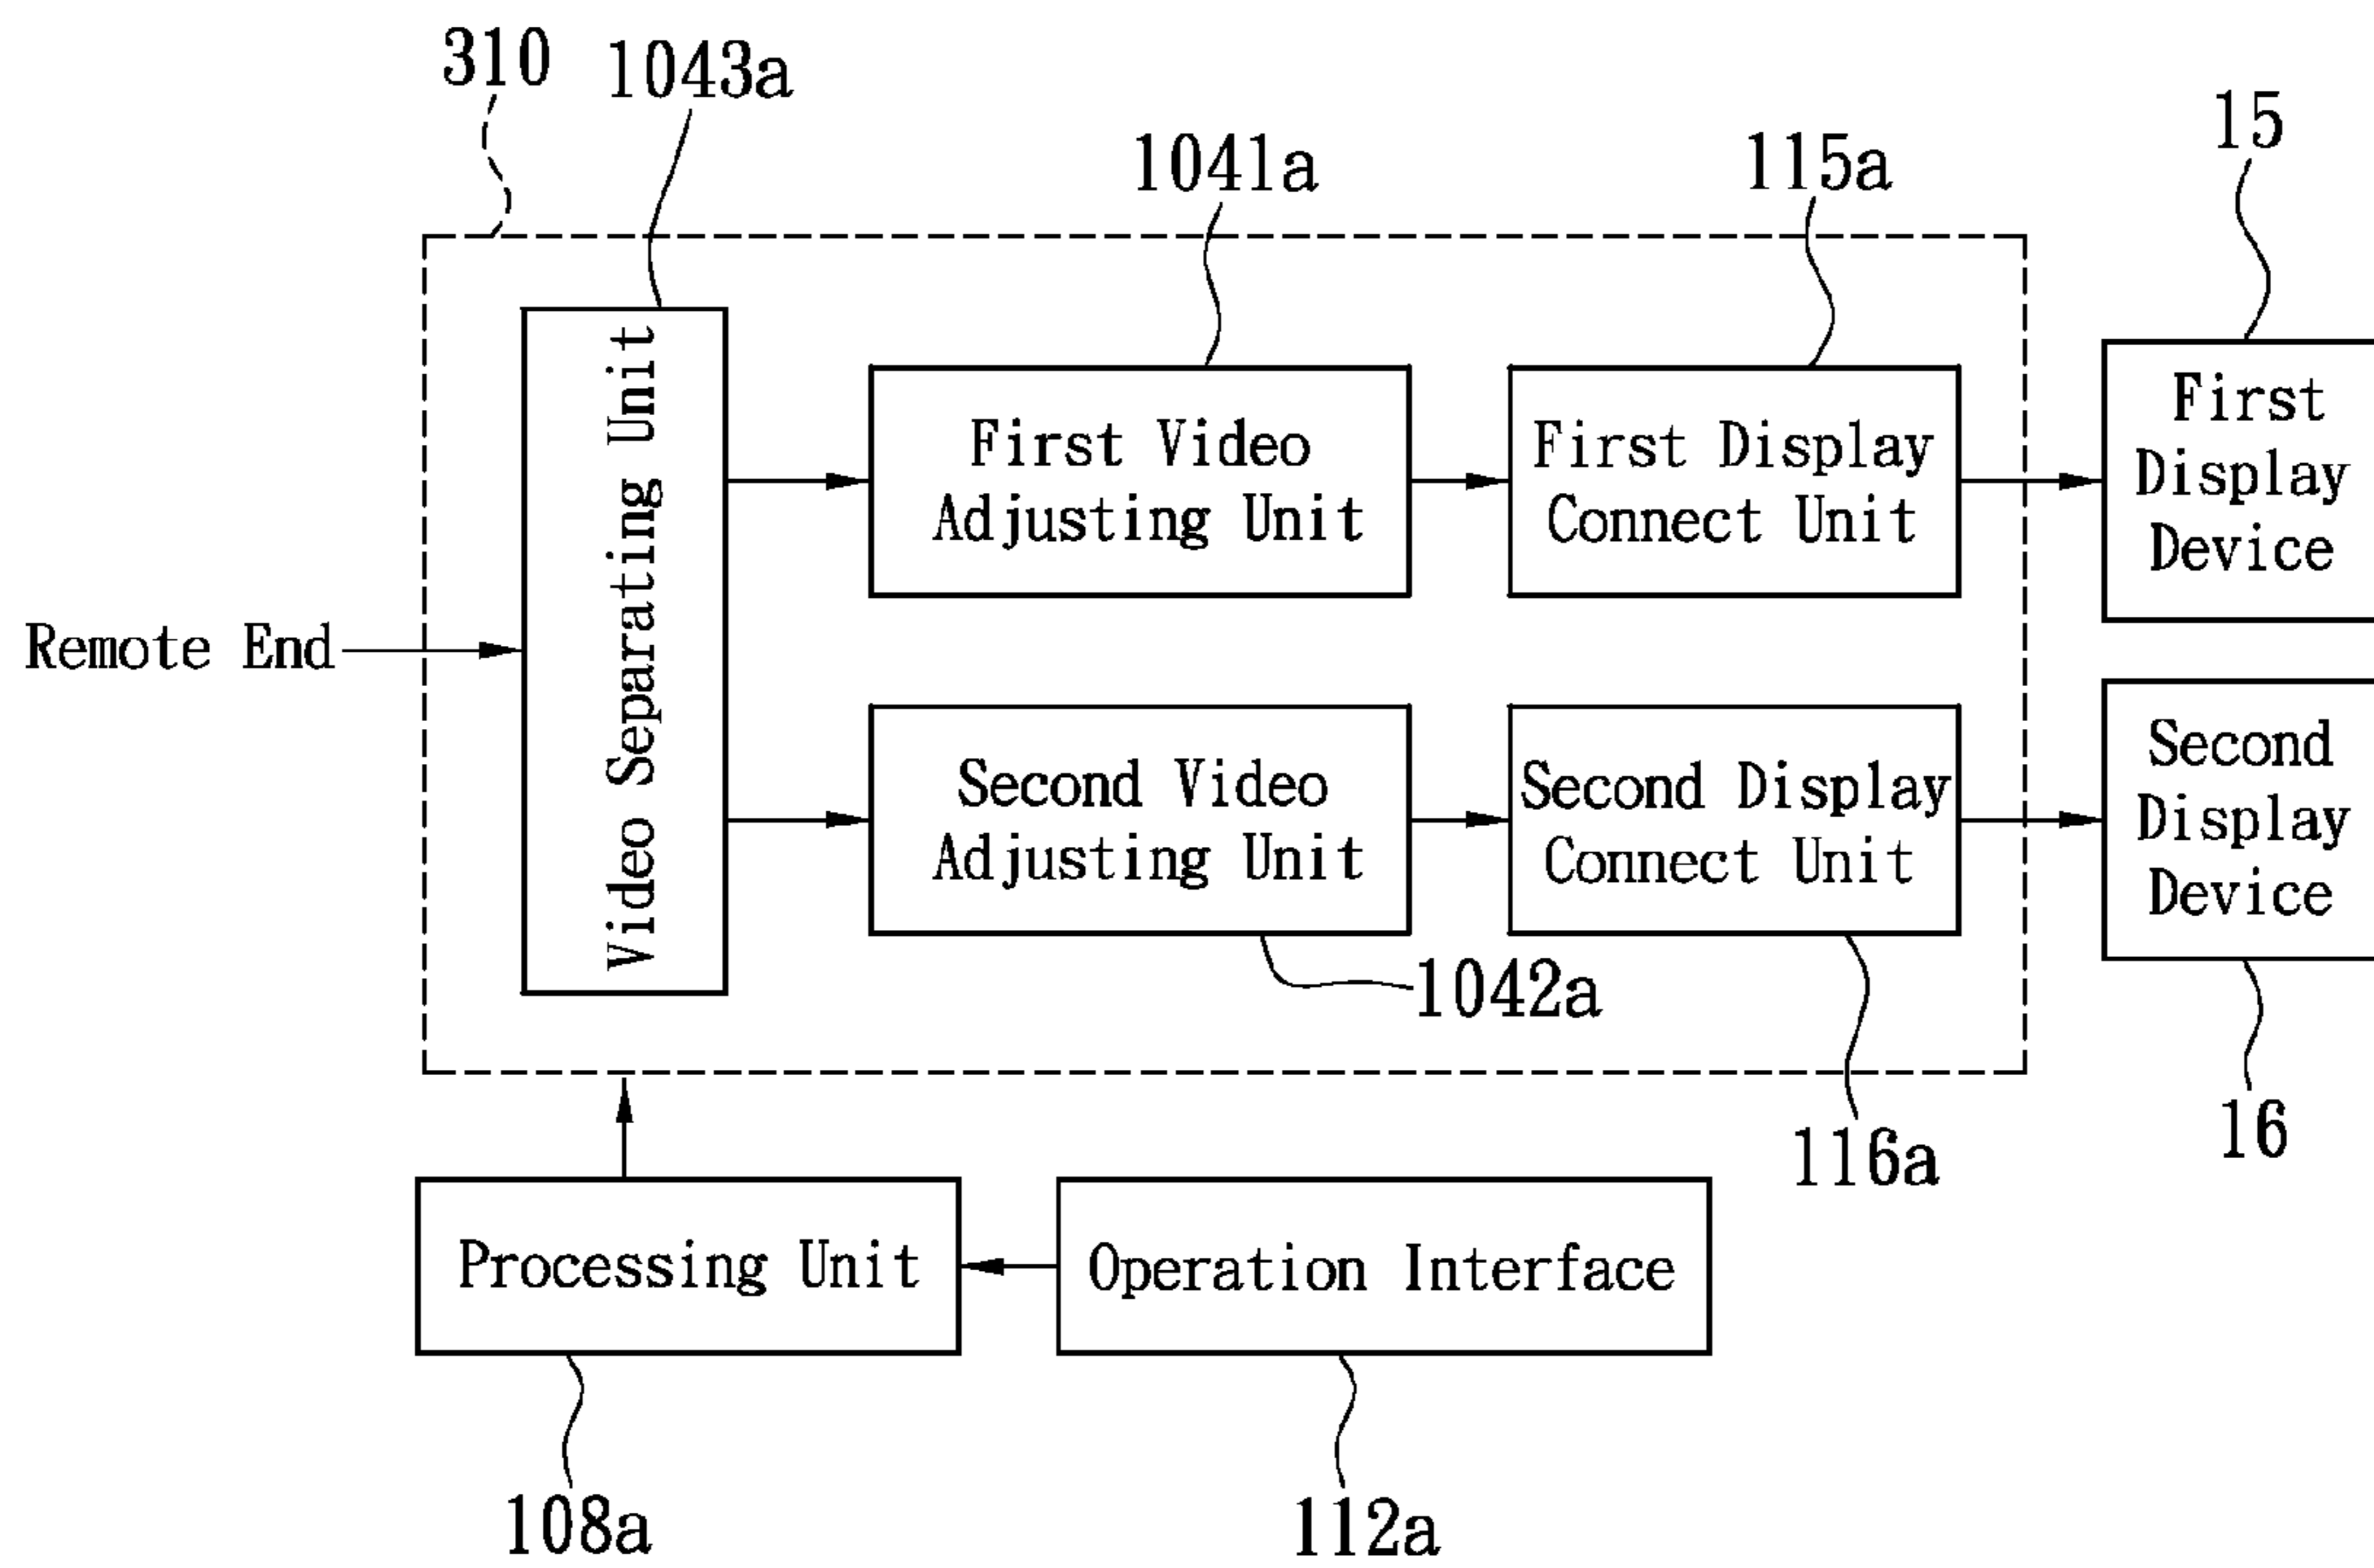 310
1043a
1041a
115a
15
Remote End
Video Separating Unit
First Video
Adjusting Unit
First Display
Connect Unit
First
Display
Device
Second Video
Adjusting Unit
Second Display
Connect Unit
Second
Display
Device
1042a
116a
16
Processing Unit
Operation Interface
108a
112a